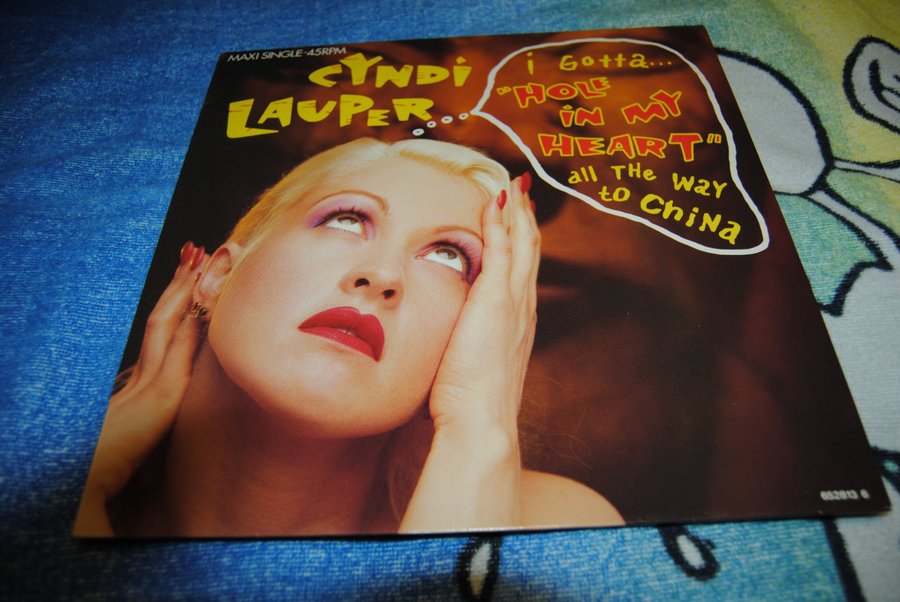 MAXI SINGLE-45RPM
CYNDI
LAUPER
i GOTTA...
"HOLE
iN MY
HEART"
all THE WAY
to CHiNA
652813 6